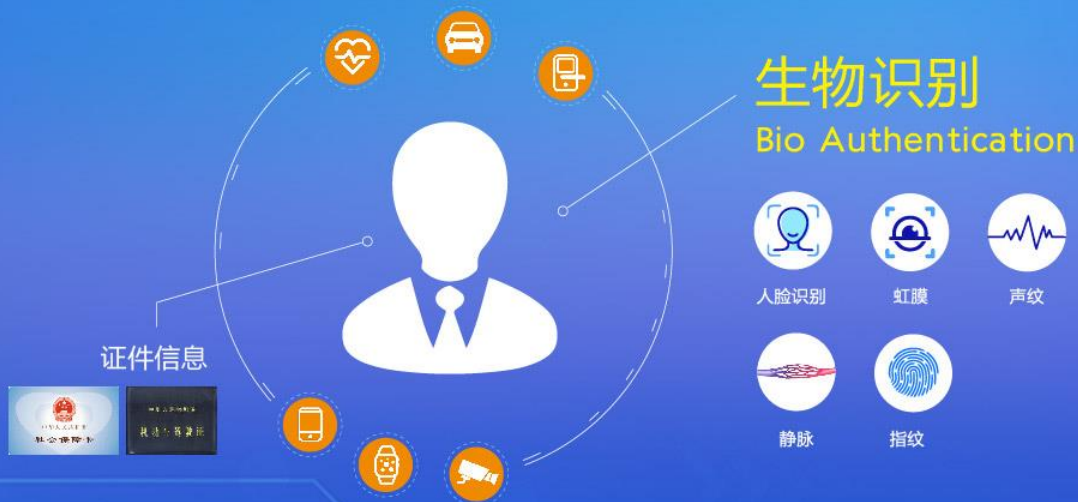 生物识别
Bio Authentication
人脸识别
虹膜
声纹
静脉
指纹
证件信息
社会保障卡